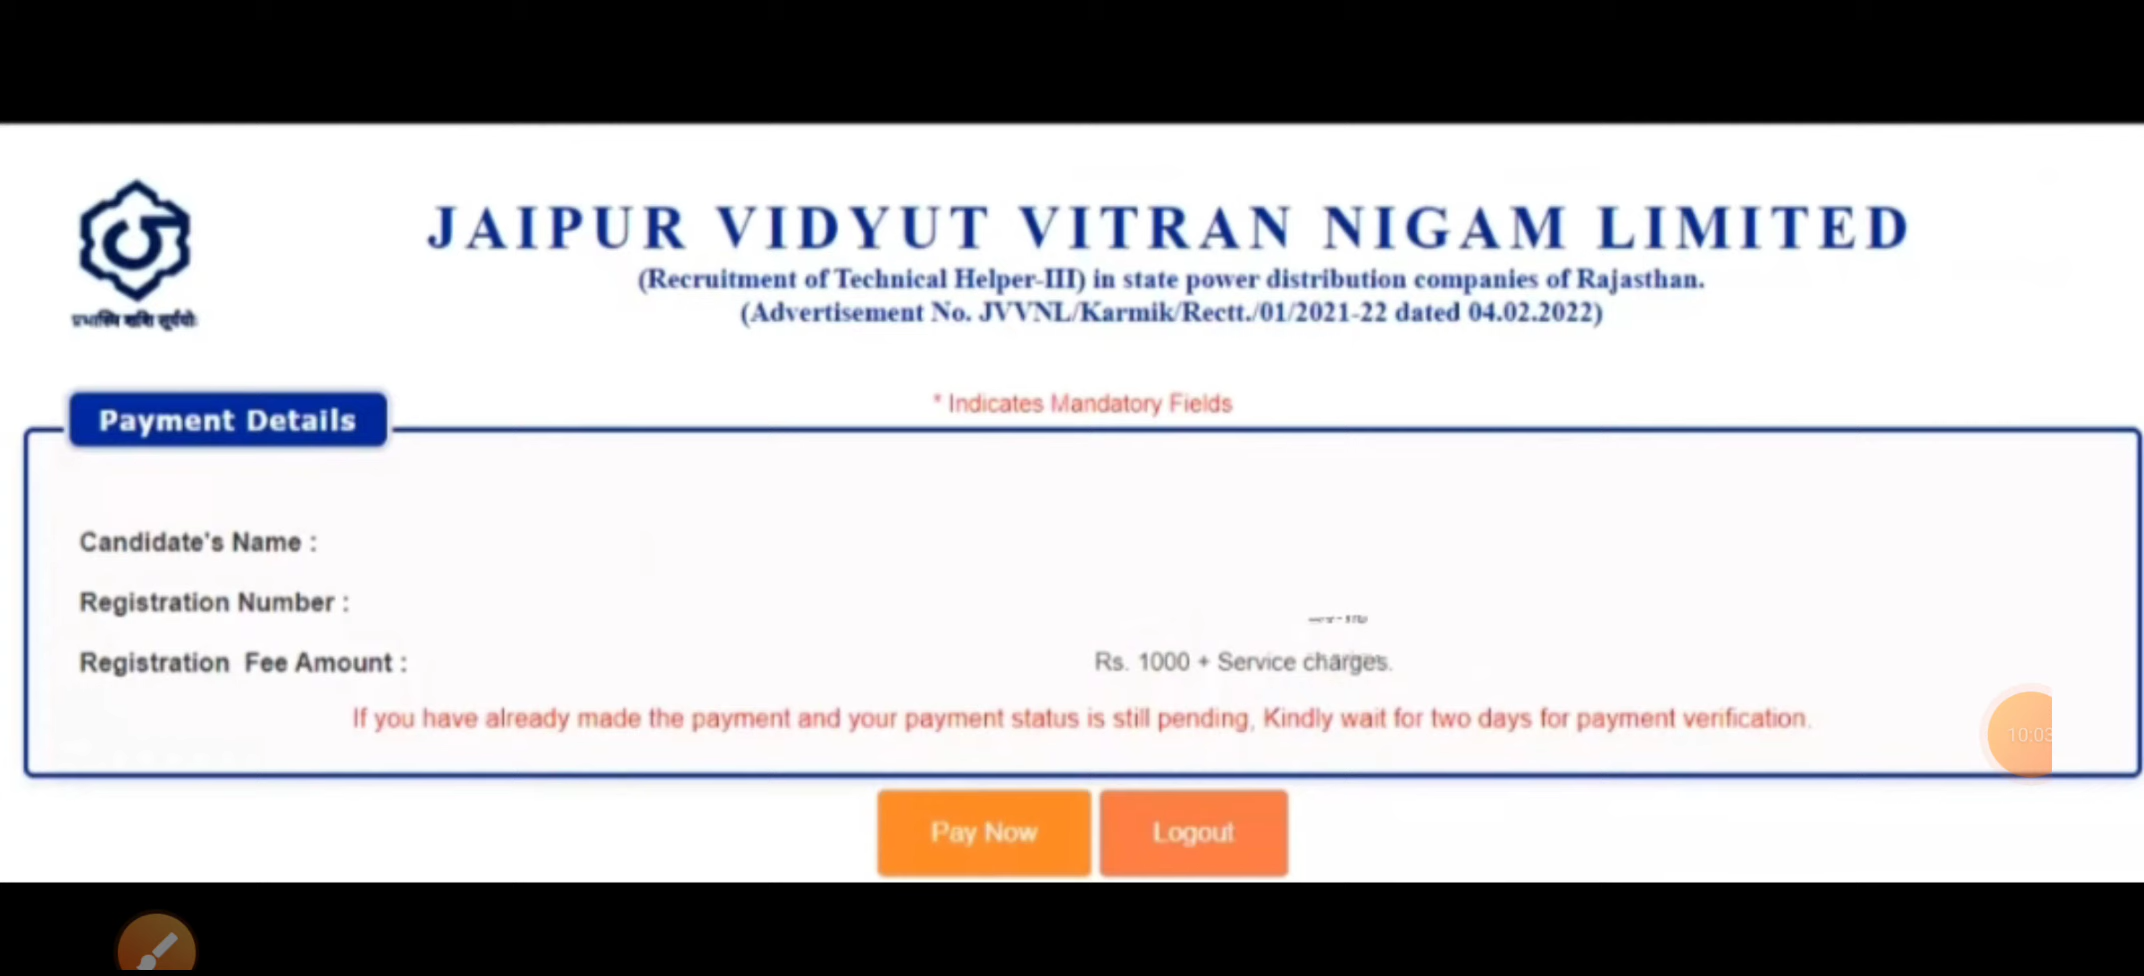 JAIPUR VIDYUT VITRAN NIGAM LIMITED
(Recruitment of Technical Helper-III) in state power distribution companies of Rajasthan.
(Advertisement No. JVVNL/Karmik/Rectt./01/2021-22 dated 04.02.2022)
* Indicates Mandatory Fields
Payment Details
Candidate's Name :
Registration Number :
Registration Fee Amount : Rs. 1000 + Service charges.
If you have already made the payment and your payment status is still pending, Kindly wait for two days for payment verification.
10:03
Pay Now Logout